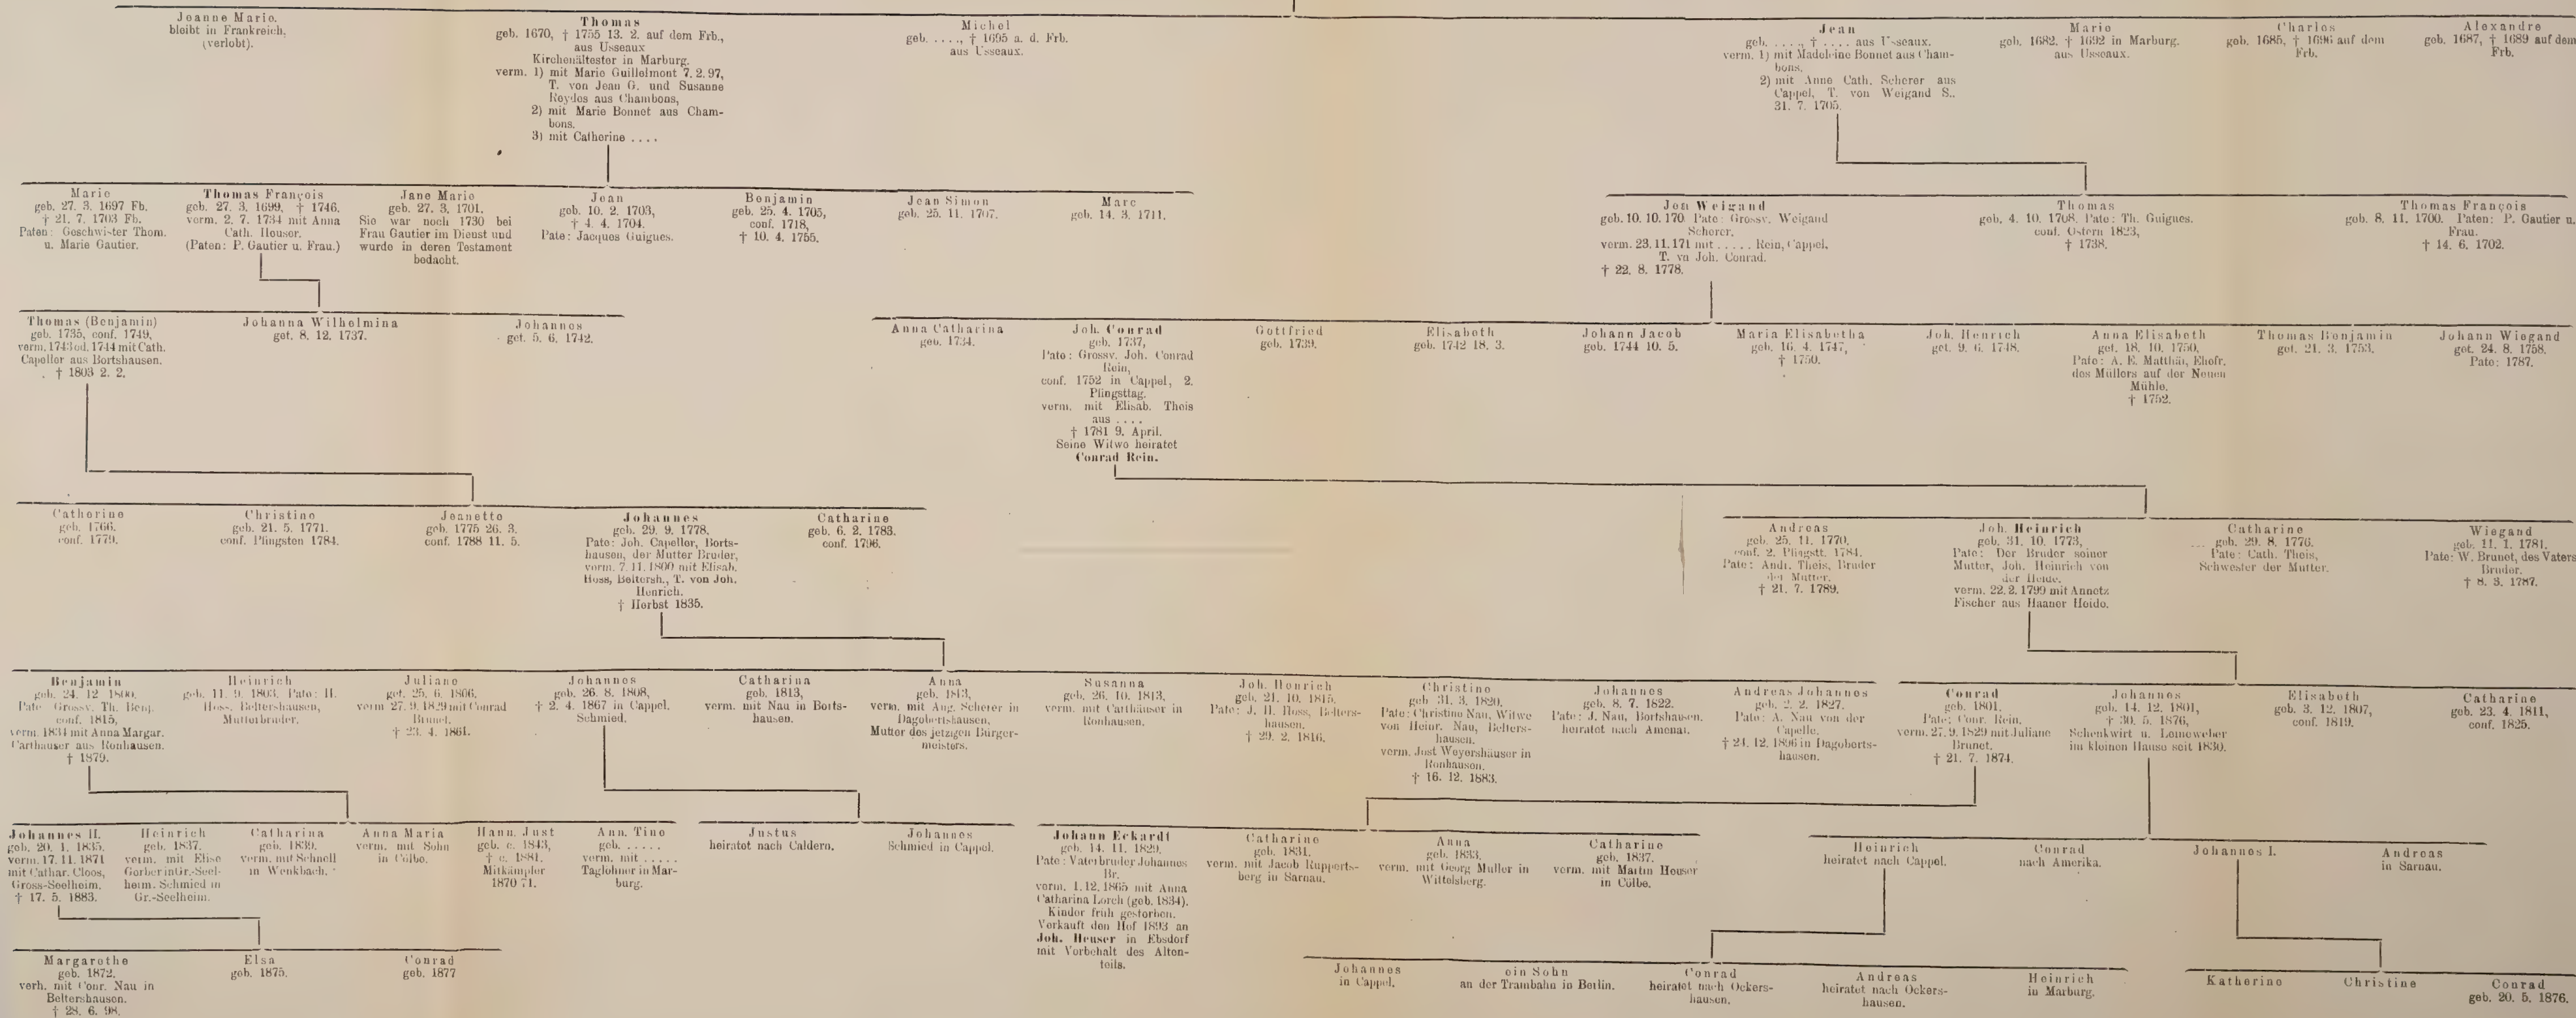 Jeanne Marie,
bleibt in Frankreich,
(verlobt).
Thomas
geb. 1670, † 1755 13. 2. auf dem Frb.,
aus Usseaux
Kirchenältester in Marburg.
verm. 1) mit Marie Guillelmont 7. 2. 97,
T. von Jean G. und Susanne
Reydes aus Chambons,
2) mit Marie Bonnet aus Cham-
bons.
3) mit Catherine . . . .
Michel
geb. . . . ., † 1695 a. d. Frb.
aus Usseaux.
Jean
geb. . . . ., † . . . . aus Usseaux.
verm. 1) mit Madeleine Bonnet aus Cham-
bons,
2) mit Anne Cath. Scherer aus
Cappel, T. von Weigand S..
31. 7. 1705.
Marie
geb. 1682. † 1692 in Marburg.
aus Usseaux.
Charles
geb. 1685, † 1696 auf dem
Frb.
Alexandre
geb. 1687, † 1689 auf dem
Frb.
Marie
geb. 27. 3. 1697 Fb.
† 21. 7. 1703 Fb.
Paten: Geschwister Thom.
u. Marie Gautier.
Thomas François
geb. 27. 3. 1699, † 1746.
verm. 2. 7. 1734 mit Anna
Cath. Heuser.
(Paten: P. Gautier u. Frau.)
Jane Marie
geb. 27. 3. 1701.
Sie war noch 1730 bei
Frau Gautier im Dienst und
wurde in deren Testament
bedacht.
Jean
geb. 10. 2. 1703,
† 4. 4. 1704.
Pate: Jacques Guigues.
Benjamin
geb. 25. 4. 1705,
conf. 1718,
† 10. 4. 1755.
Jean Simon
geb. 25. 11. 1707.
Marc
geb. 14. 3. 1711.
Jean Weigand
geb. 10. 10. 170 Pate: Grossv. Weigand
Scherer.
verm. 23. 11. 171 mit . . . . . Rein, Cappel,
T. vn Joh. Conrad.
† 22. 8. 1778.
Thomas
geb. 4. 10. 1708. Pate: Th. Guigues.
conf. Ostern 1823,
† 1738.
Thomas François
geb. 8. 11. 1700. Paten: P. Gautier u.
Frau.
† 14. 6. 1702.
Thomas (Benjamin)
geb. 1735, conf. 1749,
verm. 1743 od. 1744 mit Cath.
Capeller aus Bortshausen.
† 1803 2. 2.
Johanna Wilhelmina
get. 8. 12. 1737.
Johannes
get. 5. 6. 1742.
Anna Catharina
geb. 1734.
Joh. Conrad
geb. 1737,
Pate: Grossv. Joh. Conrad
Rein,
conf. 1752 in Cappel, 2.
Pfingsttag.
verm. mit Elisab. Theis
aus . . . .
† 1781 9. April.
Seine Witwe heiratet
Conrad Rein.
Gottfried
geb. 1739.
Elisabeth
geb. 1742 18. 3.
Johann Jacob
geb. 1744 10. 5.
Maria Elisabetha
geb. 16. 4. 1747,
† 1750.
Joh. Henrich
get. 9. 6. 1748.
Anna Elisabeth
get. 18. 10. 1750,
Pate: A. E. Matthäi, Ehefr.
des Müllers auf der Neuen
Mühle.
† 1752.
Thomas Benjamin
get. 21. 3. 1753.
Johann Wiegand
get. 24. 8. 1758.
Pate: 1787.
Catherine
geb. 1766.
conf. 1779.
Christine
geb. 21. 5. 1771.
conf. Pfingsten 1784.
Jeanette
geb. 1775 26. 3.
conf. 1788 11. 5.
Johannes
geb. 29. 9. 1778,
Pate: Joh. Capeller, Borts-
hausen, der Mutter Bruder,
verm. 7. 11. 1800 mit Elisab.
Hoss, Beltersh., T. von Joh.
Henrich.
† Herbst 1835.
Catharine
geb. 6. 2. 1783.
conf. 1796.
Andreas
geb. 25. 11. 1770,
conf. 2. Pfingstt. 1784.
Pate: Andr. Theis, Bruder
der Mutter.
† 21. 7. 1789.
Joh. Heinrich
geb. 31. 10. 1773,
Pate: Der Bruder seiner
Mutter, Joh. Heinrich von
der Heide.
verm. 22. 2. 1799 mit Annetz
Fischer aus Haaner Heide.
Catharine
geb. 29. 8. 1776.
Pate: Cath. Theis,
Schwester der Mutter.
Wiegand
geb. 11. 1. 1781.
Pate: W. Brunet, des Vaters
Bruder.
† 8. 3. 1787.
Benjamin
geb. 24. 12 1800.
Pate Grossv. Th. Benj.
conf. 1815,
verm. 1834 mit Anna Margar.
Carthäuser aus Ronhausen.
† 1879.
Heinrich
geb. 11. 9. 1803. Pate: H.
Hoss. Beltershausen,
Mutterbruder.
Juliane
get. 25. 6. 1806.
verm 27. 9. 1829 mit Conrad
Brunet.
† 23. 4. 1861.
Johannes
geb. 26. 8. 1808,
† 2. 4. 1867 in Cappel.
Schmied.
Catharina
geb. 1813,
verm. mit Nau in Borts-
hausen.
Anna
geb. 1813,
verm. mit Aug. Scherer in
Dagobertshausen,
Mutter des jetzigen Bürger-
meisters.
Susanna
geb. 26. 10. 1813,
verm. mit Carthäuser in
Ronhausen.
Joh. Henrich
geb. 21. 10. 1815.
Pate: J. H. Hoss, Belters-
hausen.
† 29. 2. 1816.
Christine
geb. 31. 3. 1820.
Pate: Christine Nau, Witwe
von Heinr. Nau, Belters-
hausen.
verm. Just Weyershäuser in
Ronhausen.
† 16. 12. 1883.
Johannes
geb. 8. 7. 1822.
Pate: J. Nau, Bortshausen.
heiratet nach Amenau.
Andreas Johannes
geb. 2. 2. 1827.
Pate: A. Nau von der
Capelle.
† 24. 12. 1896 in Dagoberts-
hausen.
Conrad
geb. 1801.
Pate: Conr. Rein.
verm. 27. 9. 1829 mit Juliane
Brunet.
† 21. 7. 1874.
Johannes
geb. 14. 12. 1801,
† 30. 5. 1876,
Schenkwirt u. Leineweber
im kleinen Hause seit 1830.
Elisabeth
geb. 3. 12. 1807,
conf. 1819.
Catharine
geb. 23. 4. 1811,
conf. 1825.
Johannes II.
geb. 20. 1. 1835.
verm. 17. 11. 1871
mit Cathar. Cloos,
Gross-Seelheim.
† 17. 5. 1883.
Heinrich
geb. 1837.
verm. mit Elise
Gerber in Gr.-Seel-
heim. Schmied in
Gr.-Seelheim.
Catharina
geb. 1839.
verm. mit Schnell
in Wenkbach.
Anna Maria
verm. mit Sohn
in Cölbe.
Hann. Just
geb. c. 1843,
† c. 1881.
Mitkämpfer
1870 71.
Ann. Tine
geb. . . . . .
verm. mit . . . . .
Taglöhner in Mar-
burg.
Justus
heiratet nach Caldern.
Johannes
Schmied in Cappel.
Johann Eckardt
geb. 14. 11. 1829.
Pate: Vaterbruder Johannes
Br.
verm. 1. 12. 1865 mit Anna
Catharina Lorch (geb. 1834).
Kinder früh gestorben.
Verkauft den Hof 1893 an
Joh. Heuser in Ebsdorf
mit Vorbehalt des Alten-
teils.
Catharine
geb. 1831.
verm. mit Jacob Rupperts-
berg in Sarnau.
Anna
geb. 1833.
verm. mit Georg Muller in
Wittelsberg.
Catharine
geb. 1837.
verm. mit Martin Heuser
in Cölbe.
Heinrich
heiratet nach Cappel.
Conrad
nach Amerika.
Johannes I.
Andreas
in Sarnau.
Margarethe
geb. 1872.
verh. mit Conr. Nau in
Beltershausen.
† 28. 6. 98.
Elsa
geb. 1875.
Conrad
geb. 1877
Johannes
in Cappel.
ein Sohn
an der Trambahn in Berlin.
Conrad
heiratet nach Ockers-
hausen.
Andreas
heiratet nach Ockers-
hausen.
Heinrich
in Marburg.
Katherine
Christine
Conrad
geb. 20. 5. 1876.